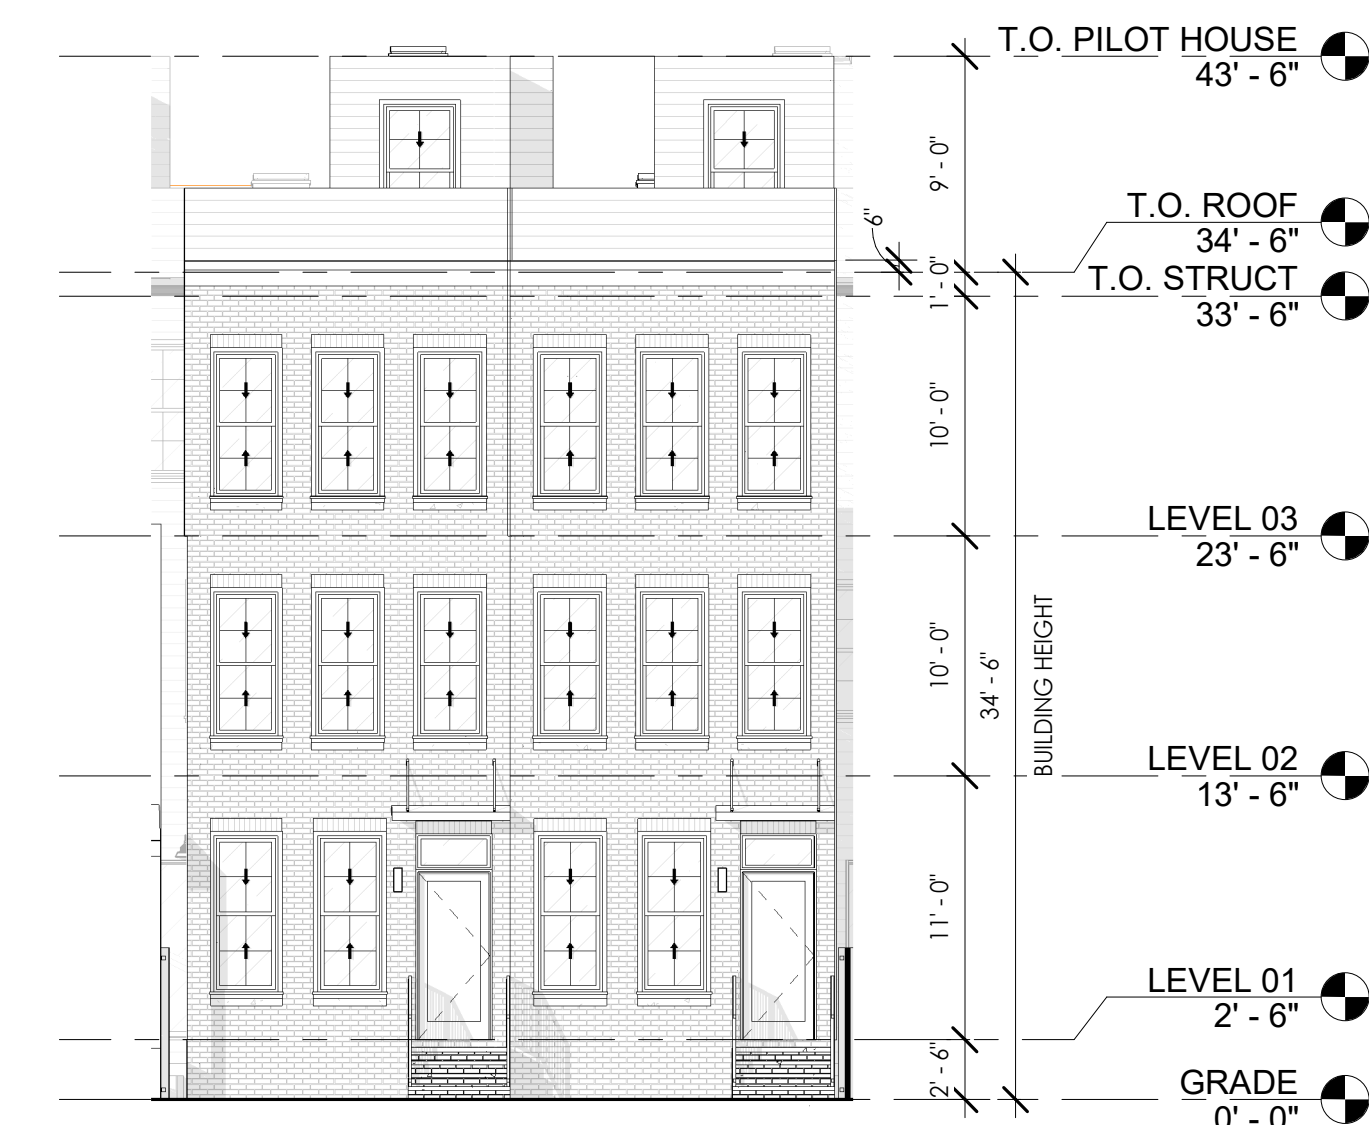 T.O. PILOT HOUSE
43' - 6"
9' - 0"
T.O. ROOF
34' - 6"
6"
1' - 0"
T.O. STRUCT
33' - 6"
10' - 0"
LEVEL 03
23' - 6"
10' - 0"
34' - 6"
BUILDING HEIGHT
LEVEL 02
13' - 6"
11' - 0"
LEVEL 01
2' - 6"
2' - 6"
GRADE
0' - 0"